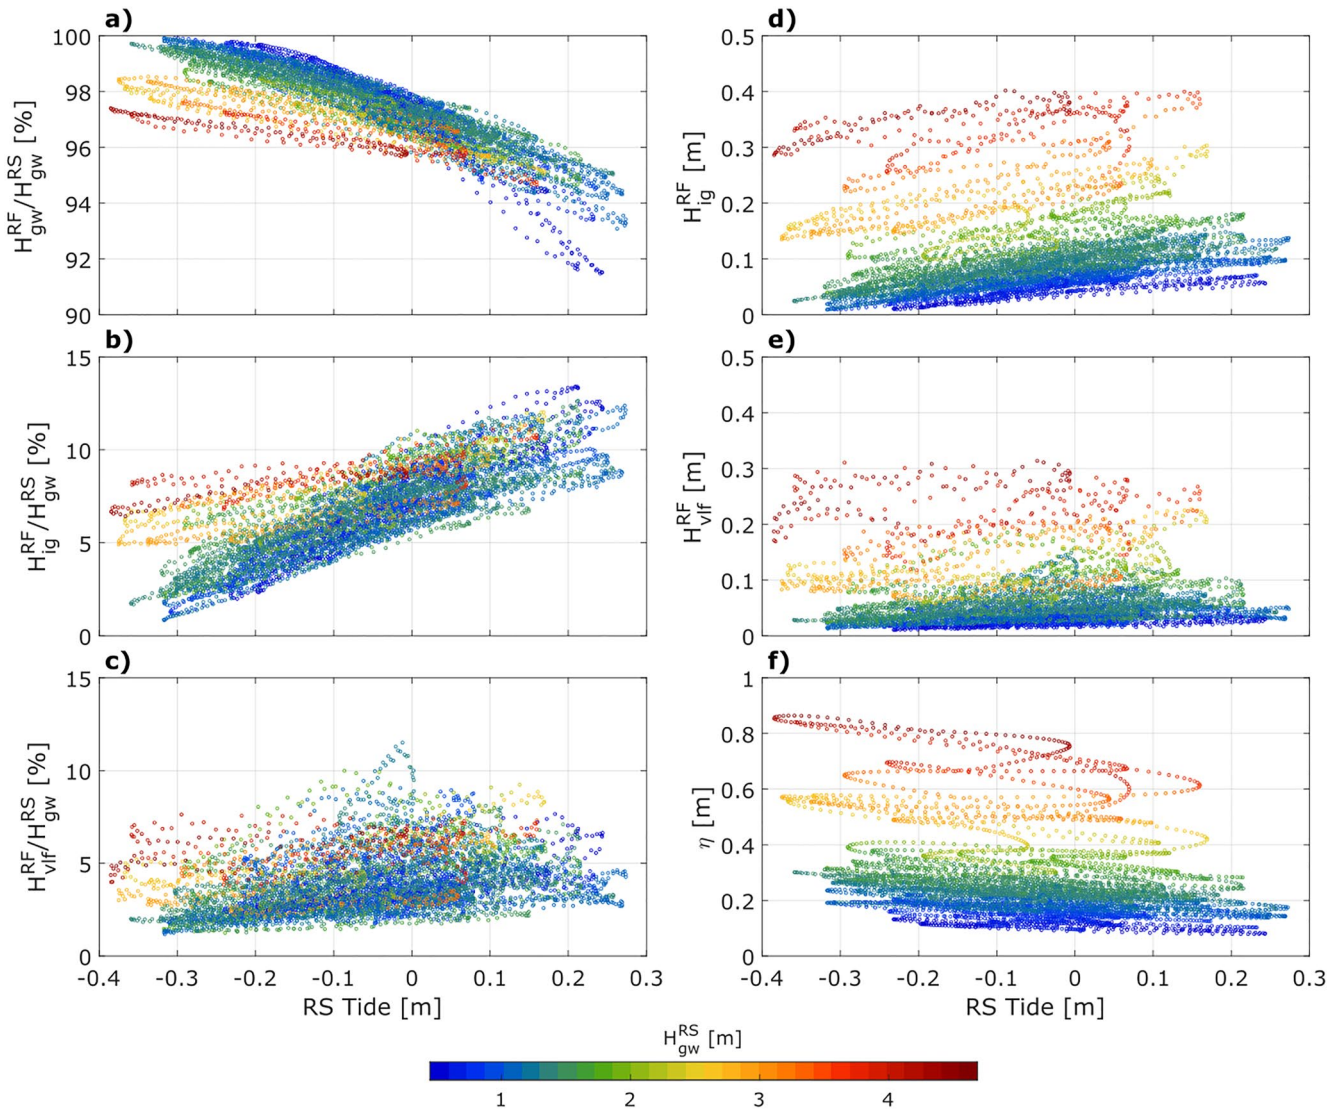 a)
100
98
96
94
92
90
H^RF_gw/H^RS_gw [%]
b)
15
10
5
0
H^RF_ig/H^RS_gw [%]
c)
15
10
5
0
H^RF_vlf/H^RS_gw [%]
-0.4 -0.3 -0.2 -0.1 0 0.1 0.2 0.3
RS Tide [m]
d)
0.5
0.4
0.3
0.2
0.1
0
H^RF_ig [m]
e)
0.5
0.4
0.3
0.2
0.1
0
H^RF_vlf [m]
f)
1
0.8
0.6
0.4
0.2
0
η [m]
-0.4 -0.3 -0.2 -0.1 0 0.1 0.2 0.3
RS Tide [m]
H^RS_gw [m]
1 2 3 4